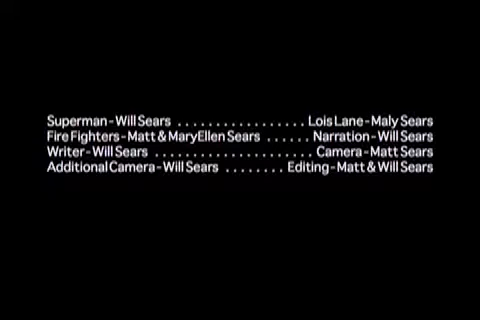 Superman-Will Sears . . . . . . . . . . . . . . . . . Lois Lane-Maly Sears
Fire Fighters-Matt & MaryEllen Sears . . . . . . Narration-Will Sears
Writer-Will Sears . . . . . . . . . . . . . . . . . . . . . Camera-Matt Sears
Additional Camera-Will Sears . . . . . . . . Editing-Matt & Will Sears